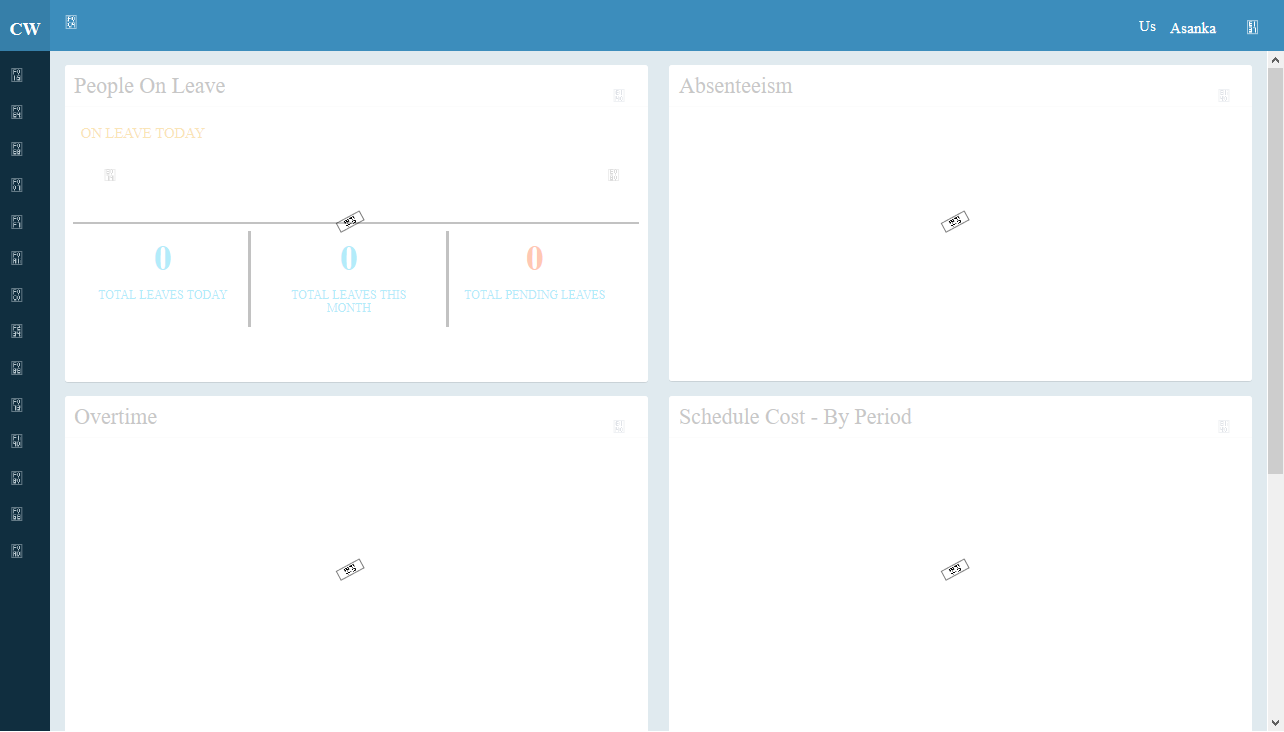 CW
Us Asanka
People On Leave
ON LEAVE TODAY
0
TOTAL LEAVES TODAY
0
TOTAL LEAVES THIS
MONTH
0
TOTAL PENDING LEAVES
Absenteeism
Overtime
Schedule Cost - By Period